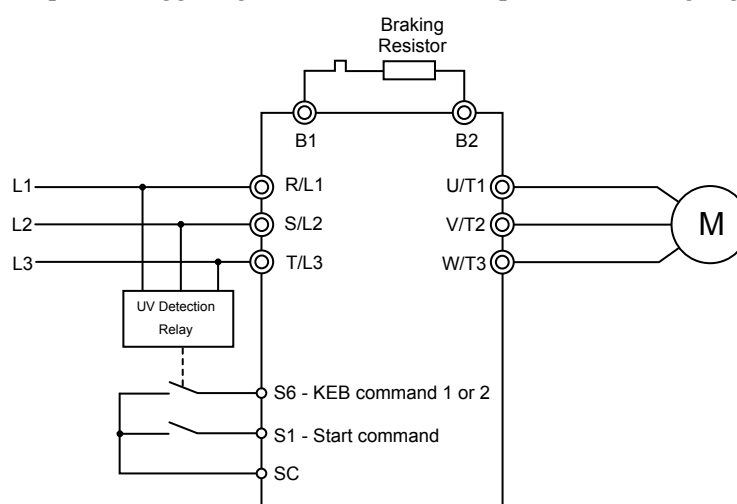 Braking
Resistor
B1
B2
L1
R/L1
U/T1
L2
S/L2
V/T2
M
L3
T/L3
W/T3
UV Detection
Relay
S6 - KEB command 1 or 2
S1 - Start command
SC